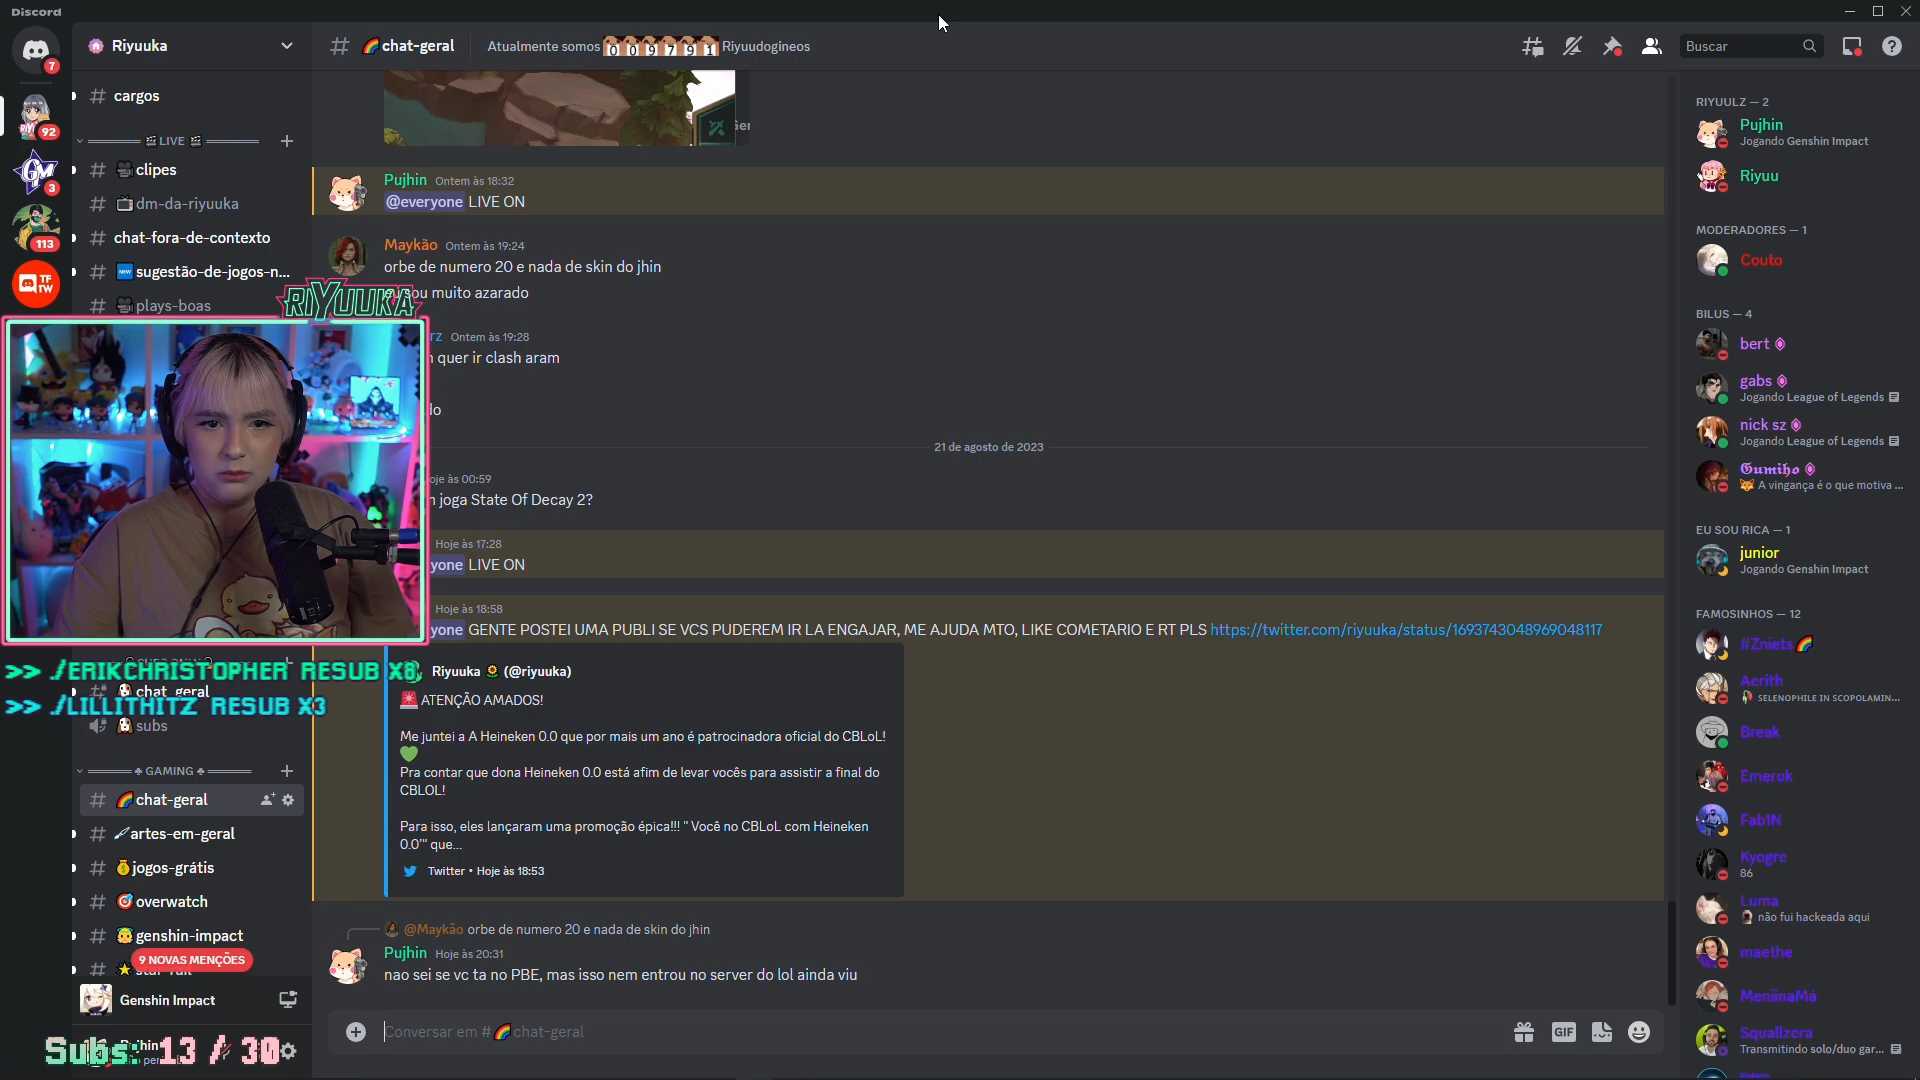 Discord
7
92
3
113
TF
TW
Riyuuka
cargos
LIVE
clipes
dm-da-riyuuka
chat-fora-de-contexto
sugestão-de-jogos-n...
plays-boas
RIYUUKA
>> ./ERIKCHRISTOPHER RESUB X8
chat_geral
>> ./LILLITHITZ RESUB X3
subs
GAMING
chat-geral
artes-em-geral
jogos-grátis
overwatch
genshin-impact
9 NOVAS MENÇÕES
Genshin Impact
Subs: 13 / 30
# chat-geral
Atualmente somos 009791 Riyuudogineos
Buscar
Pujhin Ontem às 18:32
@everyone LIVE ON
Maykão Ontem às 19:24
orbe de numero 20 e nada de skin do jhin
sou muito azarado
rz Ontem às 19:28
quer ir clash aram
do
21 de agosto de 2023
oje às 00:59
joga State Of Decay 2?
Hoje às 17:28
yone LIVE ON
Hoje às 18:58
yone GENTE POSTEI UMA PUBLI SE VCS PUDEREM IR LA ENGAJAR, ME AJUDA MTO, LIKE COMETARIO E RT PLS https://twitter.com/riyuuka/status/1693743048969048117
Riyuuka 🌻 (@riyuuka)
🚨 ATENÇÃO AMADOS!
Me juntei a A Heineken 0.0 que por mais um ano é patrocinadora oficial do CBLoL!
💚
Pra contar que dona Heineken 0.0 está afim de levar vocês para assistir a final do
CBLOL!
Para isso, eles lançaram uma promoção épica!!! " Você no CBLoL com Heineken
0.0'" que...
Twitter • Hoje às 18:53
@Maykão orbe de numero 20 e nada de skin do jhin
Pujhin Hoje às 20:31
nao sei se vc ta no PBE, mas isso nem entrou no server do lol ainda viu
Conversar em #🌈chat-geral
GIF
RIYUULZ — 2
Pujhin
Jogando Genshin Impact
Riyuu
MODERADORES — 1
Couto
BILUS — 4
bert
gabs
Jogando League of Legends
nick sz
Jogando League of Legends
𝕲𝖚𝖒𝖎𝖍𝖔
🦊 A vingança é o que motiva ...
EU SOU RICA — 1
junior
Jogando Genshin Impact
FAMOSINHOS — 12
#Zniets🌈
Aerith
SELENOPHILE IN SCOPOLAMIN...
Break
Emerok
Fab1N
Kyogre
86
Luma
não fui hackeada aqui
maethe
MeniinaMá
Squallzera
Transmitindo solo/duo gar...